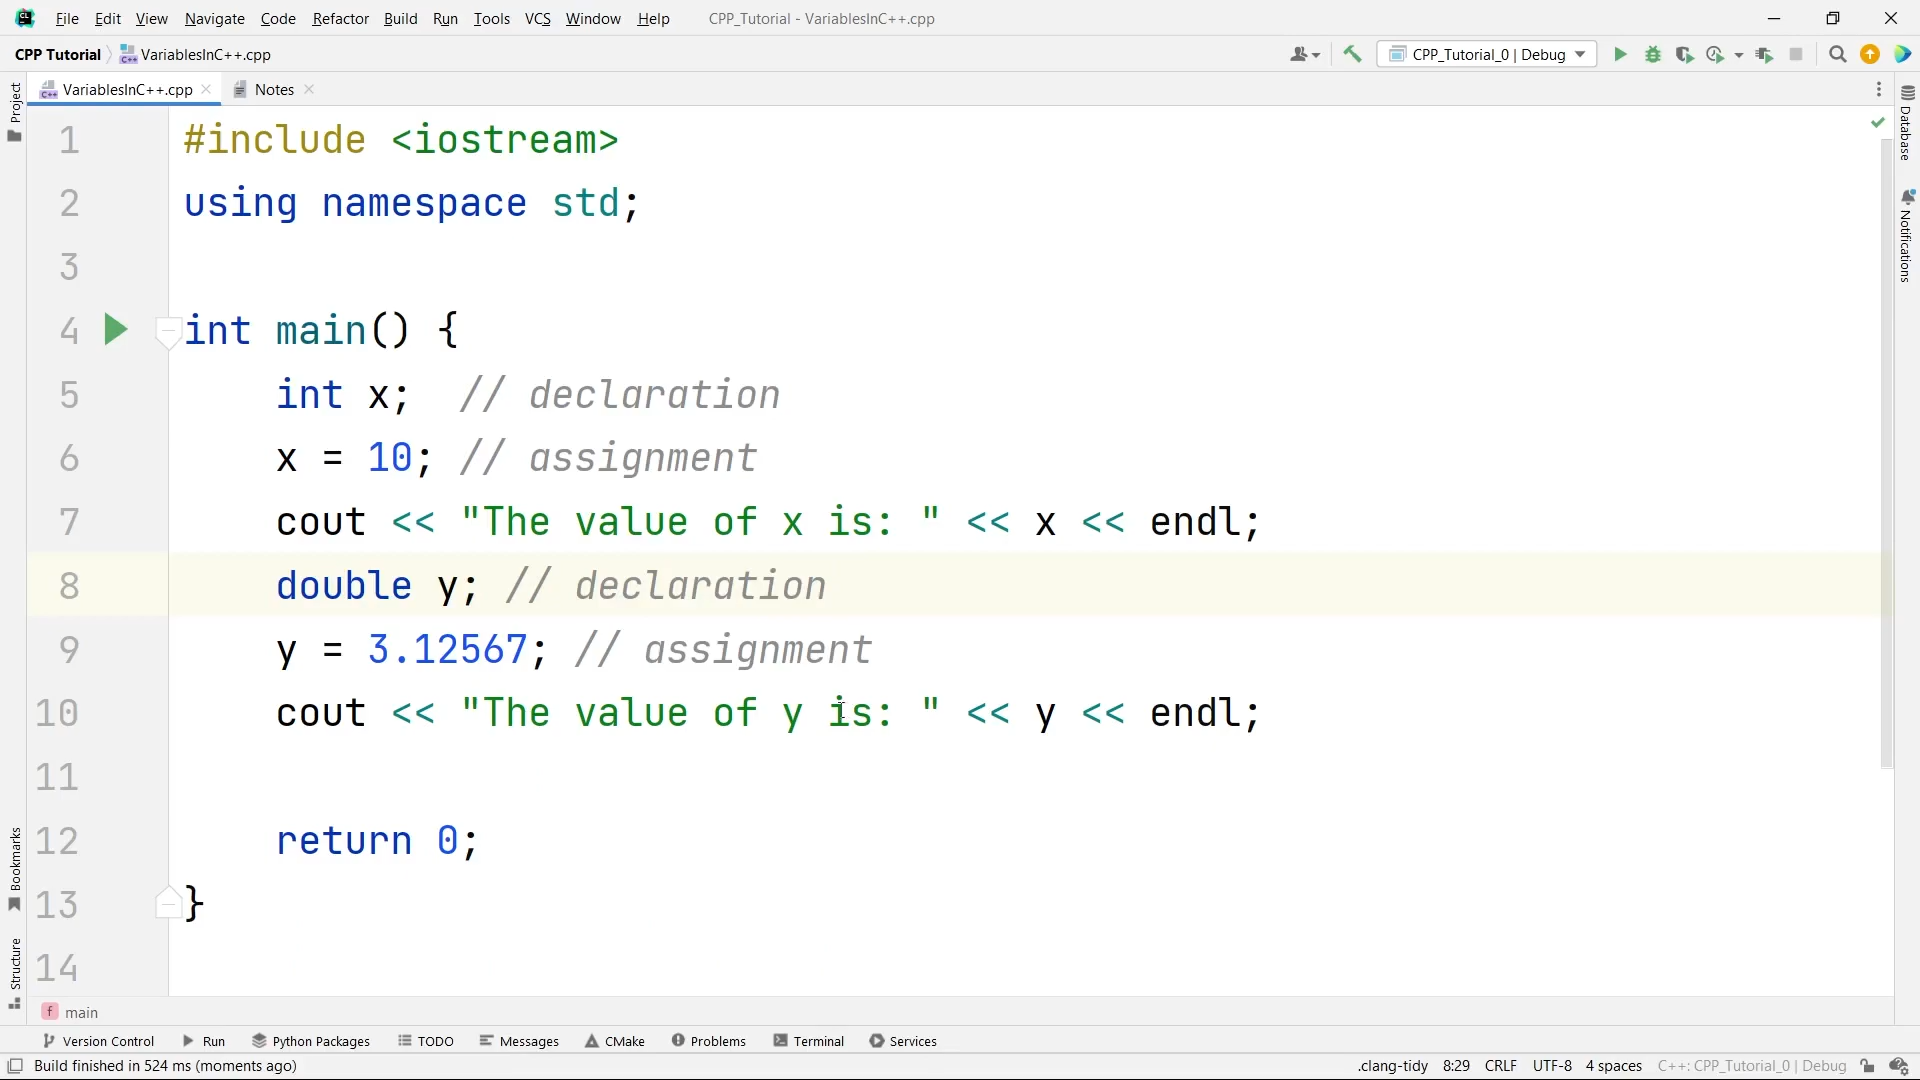 CL File Edit View Navigate Code Refactor Build Run Tools VCS Window Help CPP_Tutorial - VariablesInC++.cpp
CPP Tutorial VariablesInC++.cpp CPP_Tutorial_0 | Debug
VariablesInC++.cpp Notes
Project
Database
Notifications
1 #include <iostream>
2 using namespace std;
3
4 int main() {
5 int x;  // declaration
6 x = 10; // assignment
7 cout << "The value of x is: " << x << endl;
8 double y; // declaration
9 y = 3.12567; // assignment
10 cout << "The value of y is: " << y << endl;
11
12 return 0;
13 }
14
Bookmarks
Structure
f main
Version Control Run Python Packages TODO Messages CMake Problems Terminal Services
Build finished in 524 ms (moments ago) .clang-tidy 8:29 CRLF UTF-8 4 spaces C++: CPP_Tutorial_0 | Debug